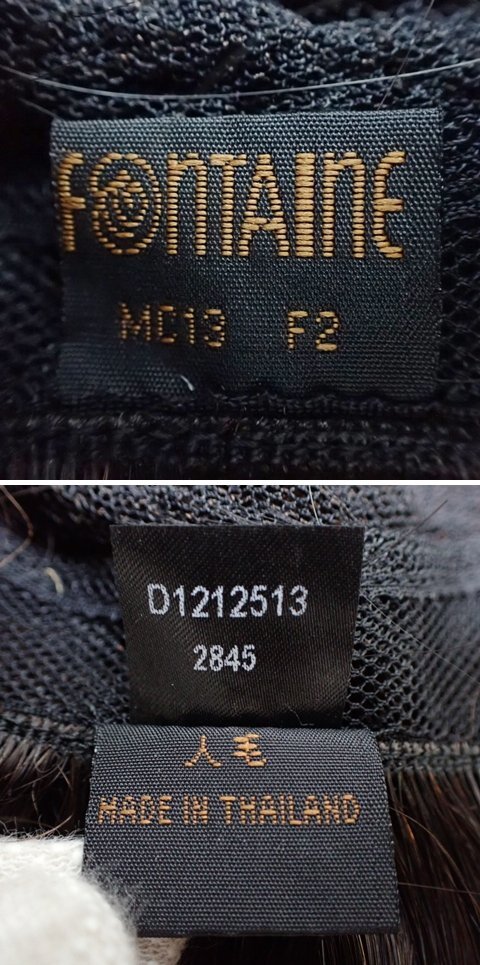 FONTAINE
MC13 F2
D1212513
2845
人毛
MADE IN THAILAND